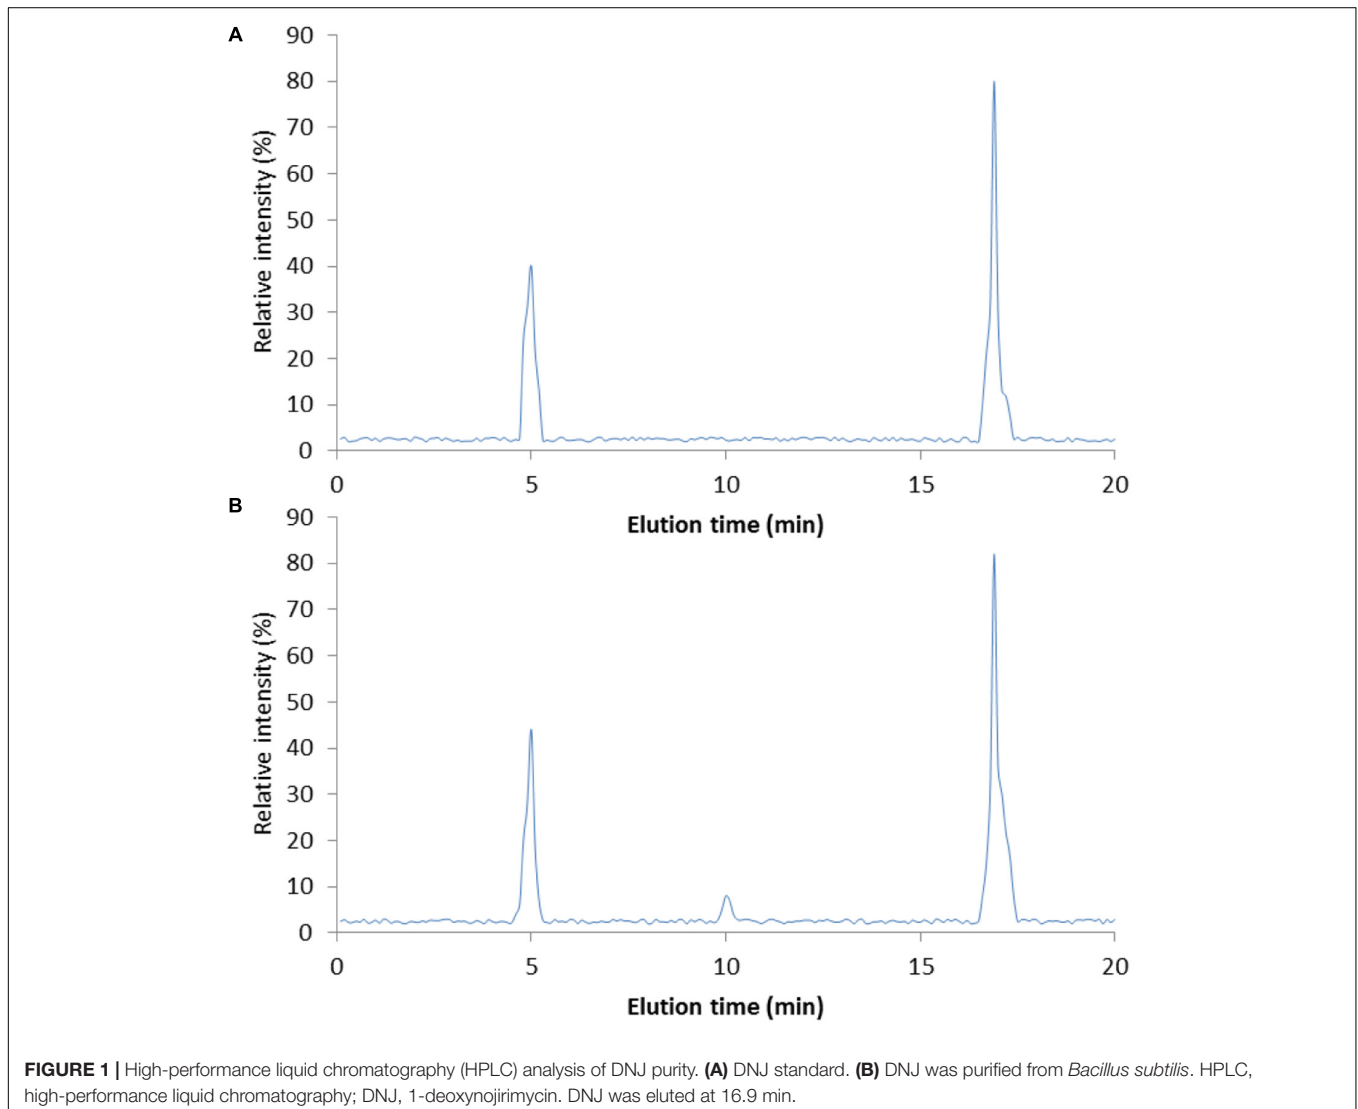 A
90
80
70
60
50
40
30
20
10
0
Relative intensity (%)
0 5 10 15 20
Elution time (min)
B
90
80
70
60
50
40
30
20
10
0
Relative intensity (%)
0 5 10 15 20
Elution time (min)
FIGURE 1 | High-performance liquid chromatography (HPLC) analysis of DNJ purity. (A) DNJ standard. (B) DNJ was purified from Bacillus subtilis. HPLC,
high-performance liquid chromatography; DNJ, 1-deoxynojirimycin. DNJ was eluted at 16.9 min.